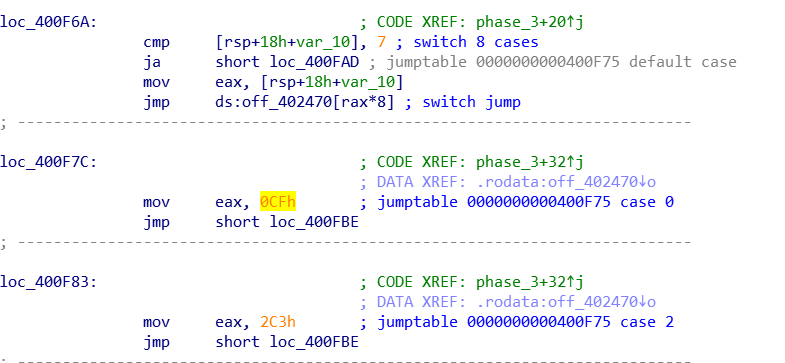 loc_400F6A: ; CODE XREF: phase_3+20↑j
cmp [rsp+18h+var_10], 7 ; switch 8 cases
ja short loc_400FAD ; jumptable 0000000000400F75 default case
mov eax, [rsp+18h+var_10]
jmp ds:off_402470[rax*8] ; switch jump
; ---------------------------------------------------------------------------
loc_400F7C: ; CODE XREF: phase_3+32↑j
; DATA XREF: .rodata:off_402470↓o
mov eax, 0CFh ; jumptable 0000000000400F75 case 0
jmp short loc_400FBE
; ---------------------------------------------------------------------------
loc_400F83: ; CODE XREF: phase_3+32↑j
; DATA XREF: .rodata:off_402470↓o
mov eax, 2C3h ; jumptable 0000000000400F75 case 2
jmp short loc_400FBE
; ---------------------------------------------------------------------------